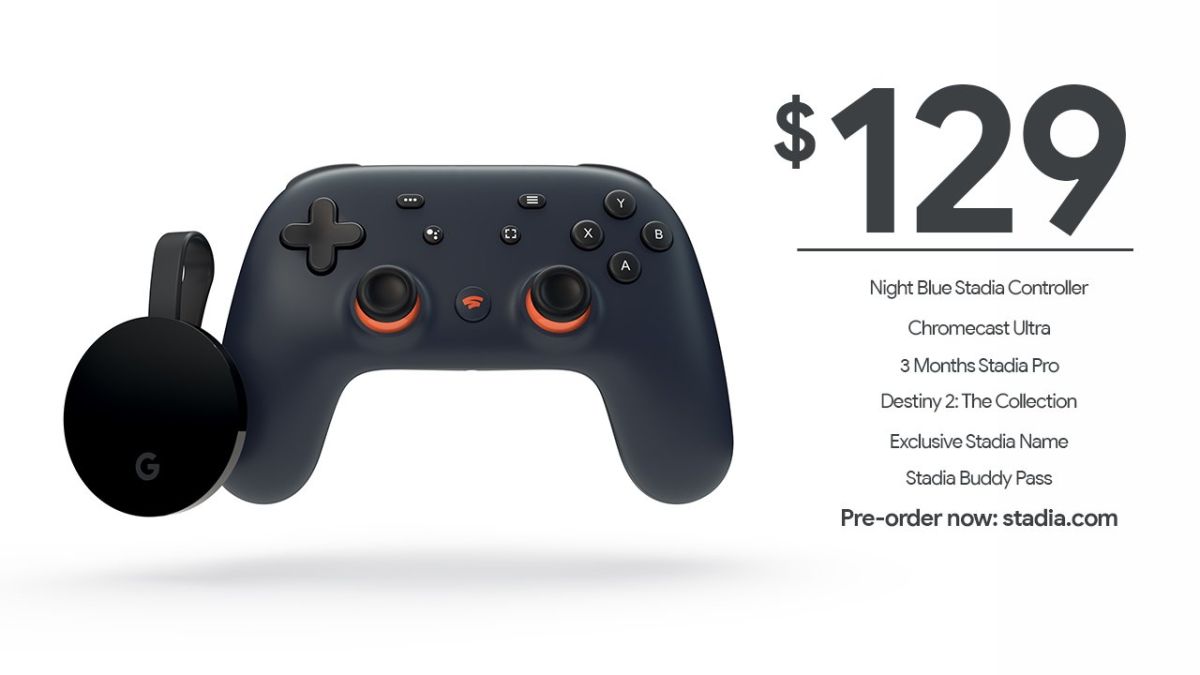 $129
Night Blue Stadia Controller
Chromecast Ultra
3 Months Stadia Pro
Destiny 2: The Collection
Exclusive Stadia Name
Stadia Buddy Pass
Pre-order now: stadia.com
Y
X
B
A
G